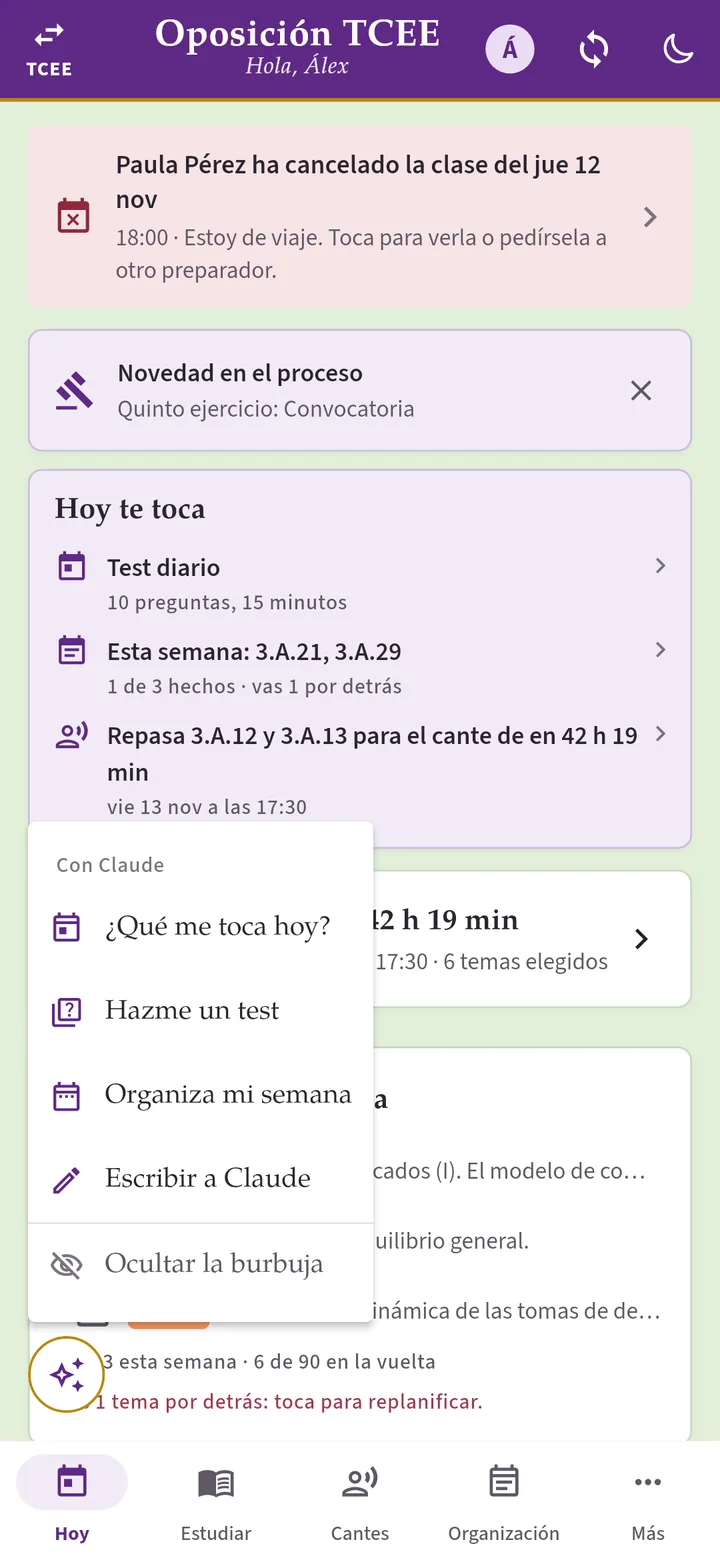 Oposición TCEE
TCEE
Hola, Álex
Á
Paula Pérez ha cancelado la clase del jue 12
nov
18:00 · Estoy de viaje. Toca para verla o pedírsela a
otro preparador.
Novedad en el proceso
Quinto ejercicio: Convocatoria
Hoy te toca
Test diario
10 preguntas, 15 minutos
Esta semana: 3.A.21, 3.A.29
1 de 3 hechos · vas 1 por detrás
Repasa 3.A.12 y 3.A.13 para el cante de en 42 h 19
min
vie 13 nov a las 17:30
Con Claude
¿Qué me toca hoy?
Hazme un test
Organiza mi semana
Escribir a Claude
Ocultar la burbuja
42 h 19 min
17:30 · 6 temas elegidos
a
cados (I). El modelo de co…
uilibrio general.
inámica de las tomas de de…
3 esta semana · 6 de 90 en la vuelta
1 tema por detrás: toca para replanificar.
Hoy
Estudiar
Cantes
Organización
Más